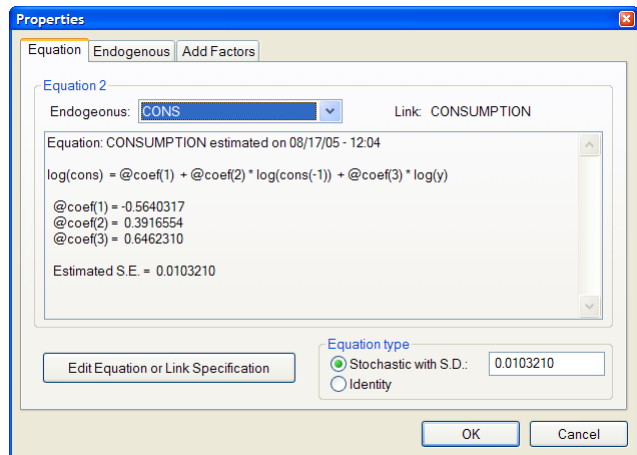 Properties
Equation Endogenous Add Factors
Equation 2
Endogeonus: CONS Link: CONSUMPTION
Equation: CONSUMPTION estimated on 08/17/05 - 12:04
log(cons) = @coef(1) + @coef(2) * log(cons(-1)) + @coef(3) * log(y)
@coef(1) = -0.5640317
@coef(2) = 0.3916554
@coef(3) = 0.6462310
Estimated S.E. = 0.0103210
Edit Equation or Link Specification
Equation type
Stochastic with S.D.: 0.0103210
Identity
OK Cancel